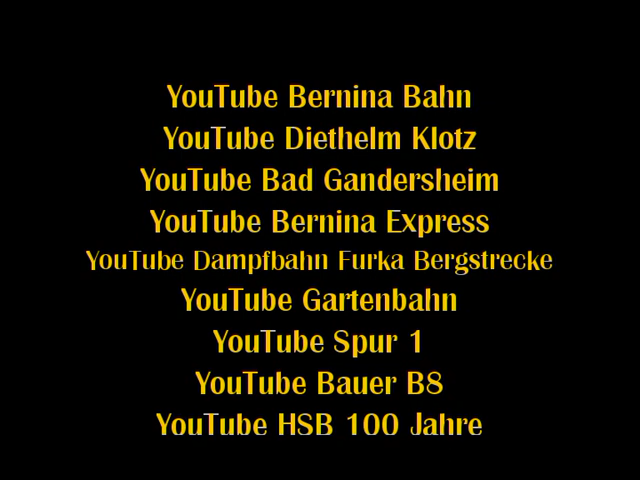 YouTube Bernina Bahn
YouTube Diethelm Klotz
YouTube Bad Gandersheim
YouTube Bernina Express
YouTube Dampfbahn Furka Bergstrecke
YouTube Gartenbahn
YouTube Spur 1
YouTube Bauer B8
YouTube HSB 100 Jahre